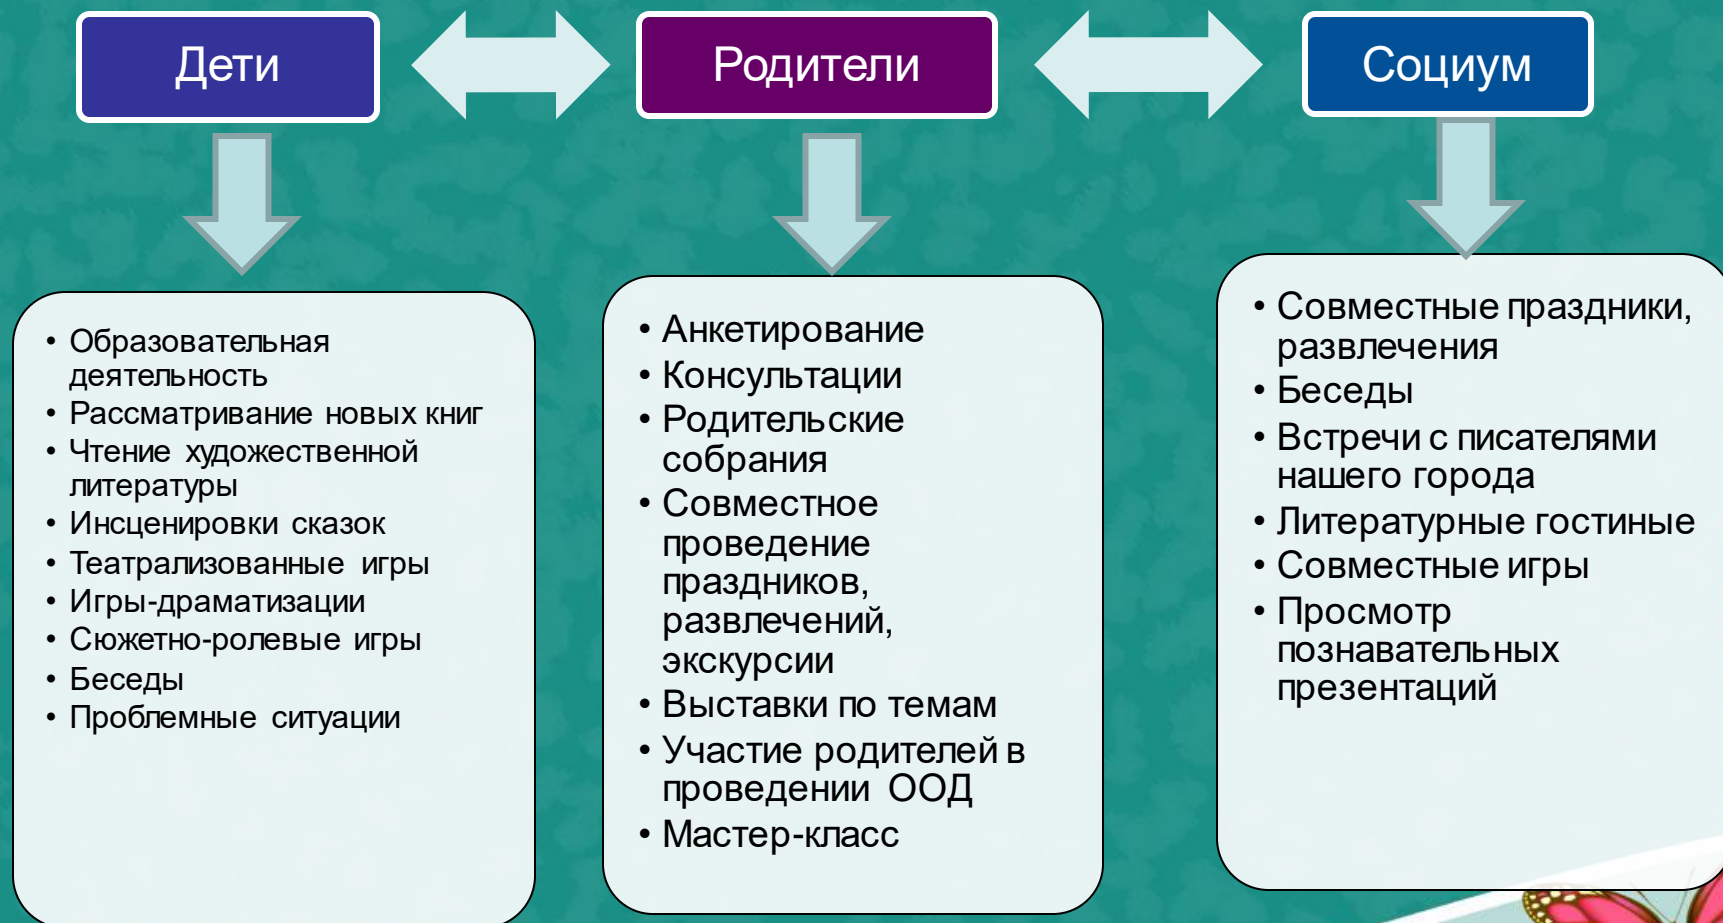 Дети
Родители
Социум
• Образовательная
деятельность
• Рассматривание новых книг
• Чтение художественной
литературы
• Инсценировки сказок
• Театрализованные игры
• Игры-драматизации
• Сюжетно-ролевые игры
• Беседы
• Проблемные ситуации
• Анкетирование
• Консультации
• Родительские
собрания
• Совместное
проведение
праздников,
развлечений,
экскурсии
• Выставки по темам
• Участие родителей в
проведении ООД
• Мастер-класс
• Совместные праздники,
развлечения
• Беседы
• Встречи с писателями
нашего города
• Литературные гостиные
• Совместные игры
• Просмотр
познавательных
презентаций